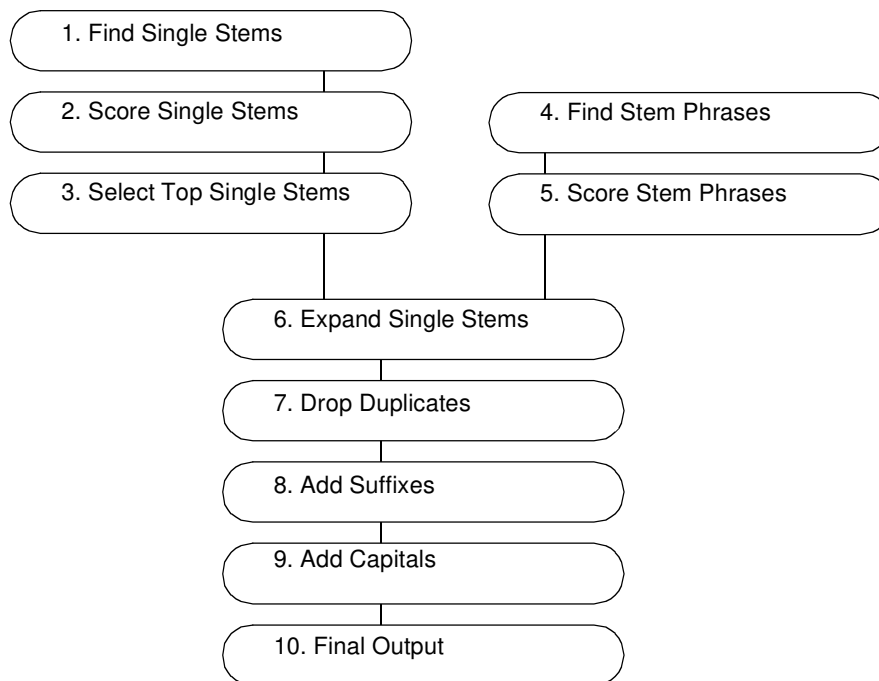 1. Find Single Stems
2. Score Single Stems
3. Select Top Single Stems
4. Find Stem Phrases
5. Score Stem Phrases
6. Expand Single Stems
7. Drop Duplicates
8. Add Suffixes
9. Add Capitals
10. Final Output